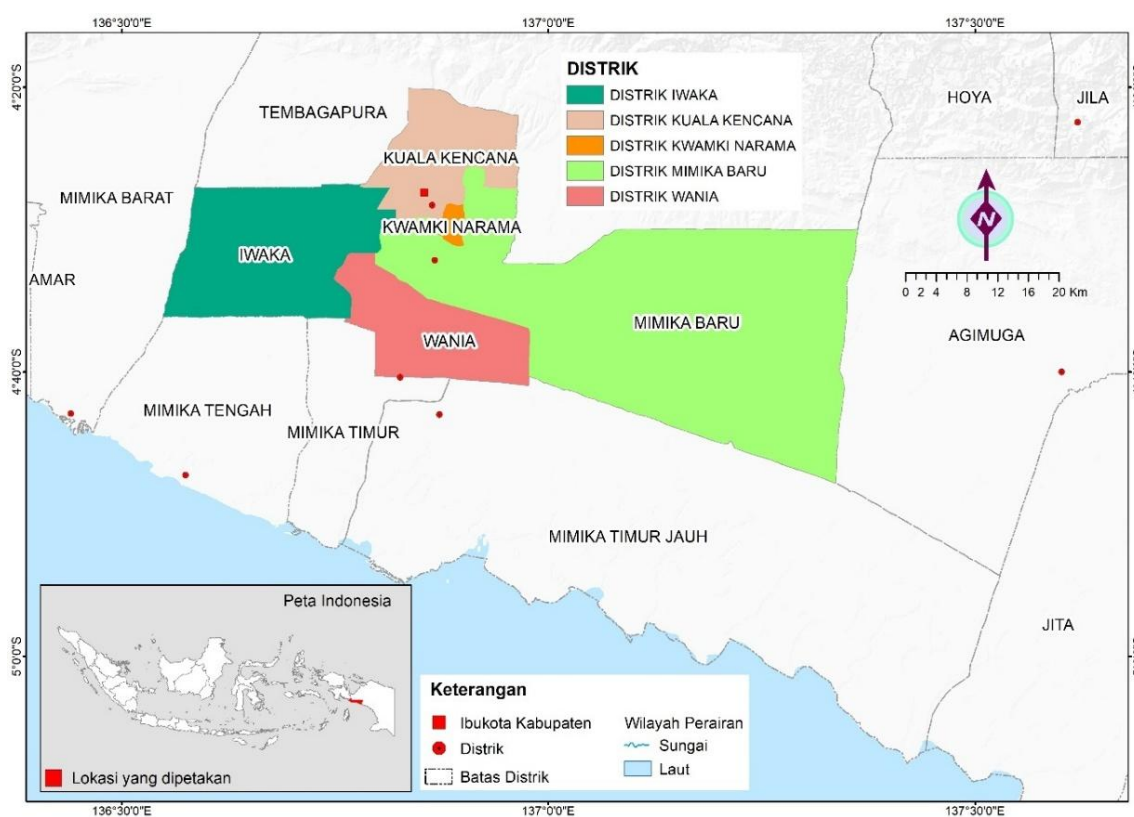 136°30'0"E
137°0'0"E
137°30'0"E
4°20'0"S
TEMBAGAPURA
DISTRIK
DISTRIK IWAKA
DISTRIK KUALA KENCANA
DISTRIK KWAMKI NARAMA
DISTRIK MIMIKA BARU
DISTRIK WANIA
HOYA
JILA
KUALA KENCANA
MIMIKA BARAT
KWAMKI NARAMA
N
IWAKA
AMAR
0 2 4 8 12 16 20 Km
MIMIKA BARU
WANIA
AGIMUGA
4°40'0"S
MIMIKA TENGAH
MIMIKA TIMUR
MIMIKA TIMUR JAUH
JITA
5°0'0"S
Peta Indonesia
Lokasi yang dipetakan
Keterangan
Ibukota Kabupaten
Distrik
Batas Distrik
Wilayah Perairan
Sungai
Laut
136°30'0"E
137°0'0"E
137°30'0"E